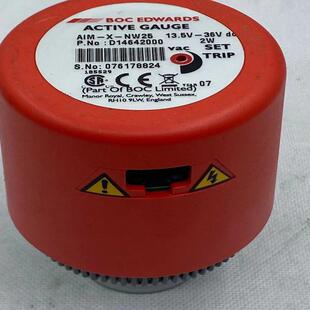 BOC EDWARDS
ACTIVE GAUGE
AIM-X-NW25 13.5V-36V dc
P.No : D14642000 2W
vac SET
TRIP
S.No : 076178824
185529
07
(Part Of BOC Limited)
Manor Royal, Crawley, West Sussex,
RH10 9LW, England